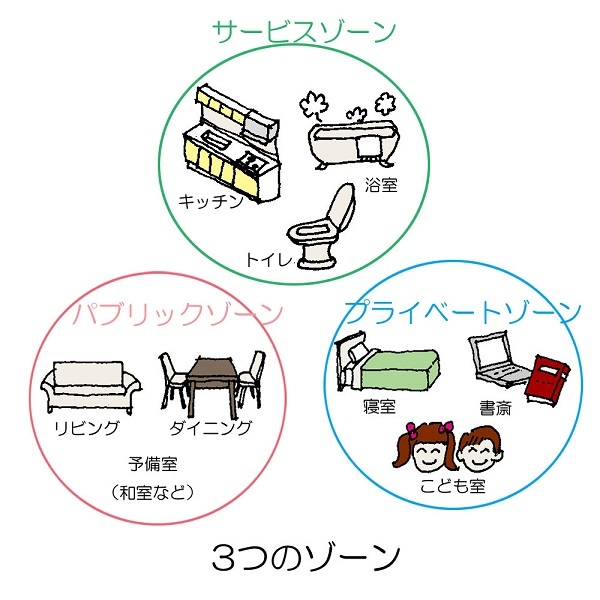 サービスゾーン
キッチン
浴室
トイレ
パブリックゾーン
リビング
ダイニング
予備室
（和室など）
プライベートゾーン
寝室
書斎
こども室
3つのゾーン